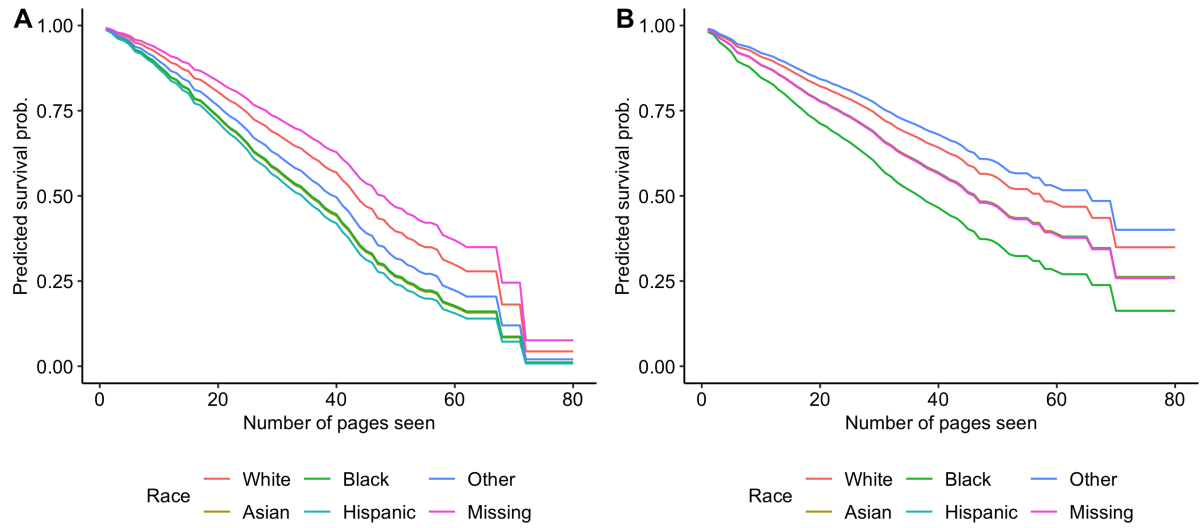 A
Predicted survival prob.
1.00
0.75
0.50
0.25
0.00
0 20 40 60 80
Number of pages seen
Race
White Black Other
Asian Hispanic Missing
B
Predicted survival prob.
1.00
0.75
0.50
0.25
0.00
0 20 40 60 80
Number of pages seen
Race
White Black Other
Asian Hispanic Missing